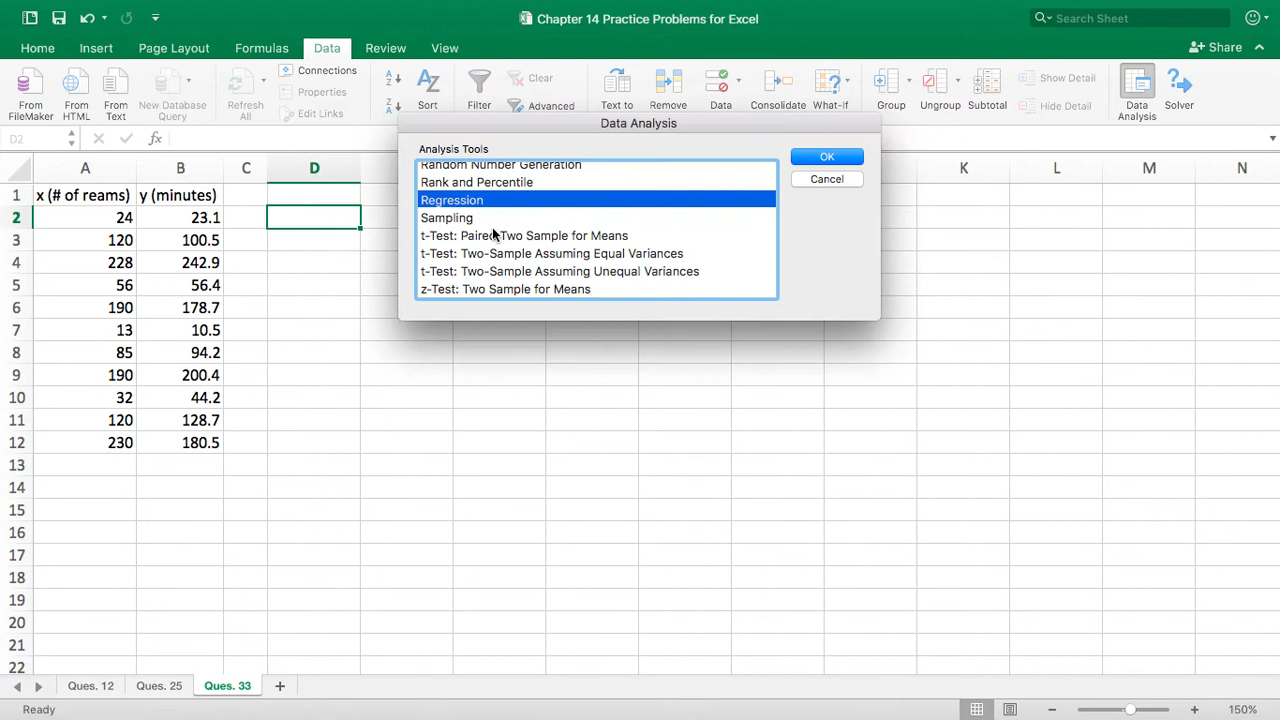 Chapter 14 Practice Problems for Excel
Search Sheet
Home Insert Page Layout Formulas Data Review View
Share
From FileMaker
From HTML
From Text
New Database Query
Refresh All
Connections
Properties
Edit Links
Sort
Filter
Clear
Advanced
Text to
Remove
Data
Consolidate
What-If
Group
Ungroup
Subtotal
Show Detail
Hide Detail
Data Analysis
Solver
D2
fx
Data Analysis
Analysis Tools
Random Number Generation
Rank and Percentile
Regression
Sampling
t-Test: Paired Two Sample for Means
t-Test: Two-Sample Assuming Equal Variances
t-Test: Two-Sample Assuming Unequal Variances
z-Test: Two Sample for Means
OK
Cancel
A B C D K L M N
1 x (# of reams) y (minutes)
2 24 23.1
3 120 100.5
4 228 242.9
5 56 56.4
6 190 178.7
7 13 10.5
8 85 94.2
9 190 200.4
10 32 44.2
11 120 128.7
12 230 180.5
13
14
15
16
17
18
19
20
21
22
Ques. 12 Ques. 25 Ques. 33
Ready
150%